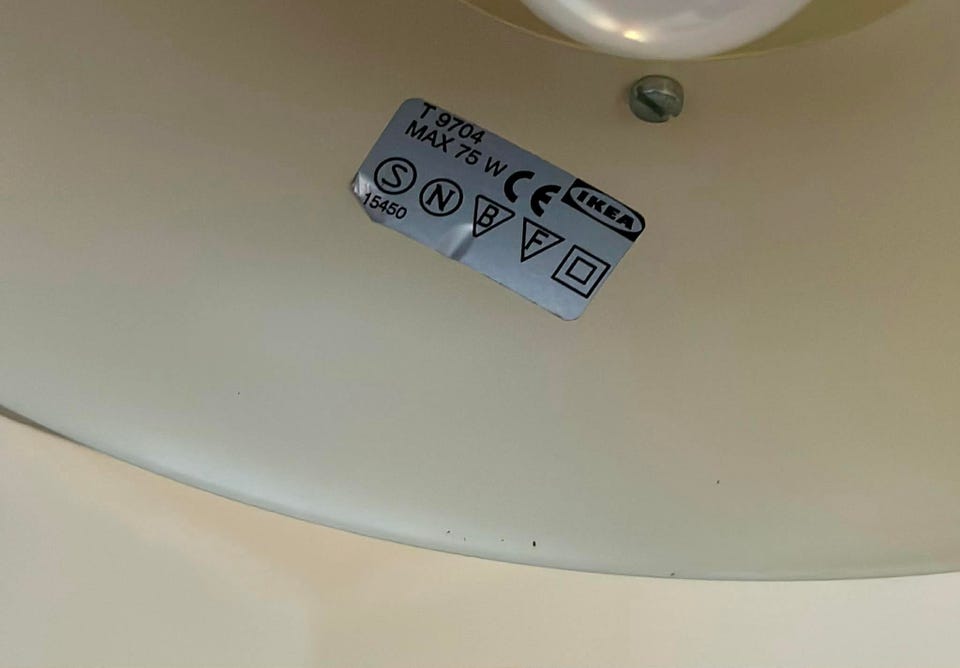 T 9704
MAX 75 W
CE IKEA
S N B F
15450